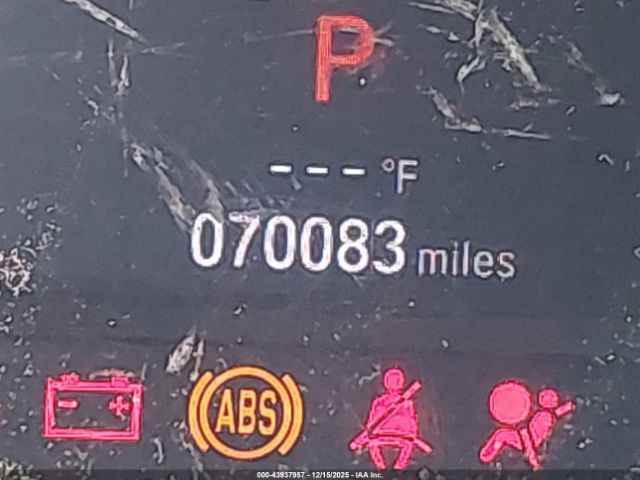 P
--- °F
070083 miles
- +
ABS
000-43937957 - 12/15/2025 - IAA Inc.